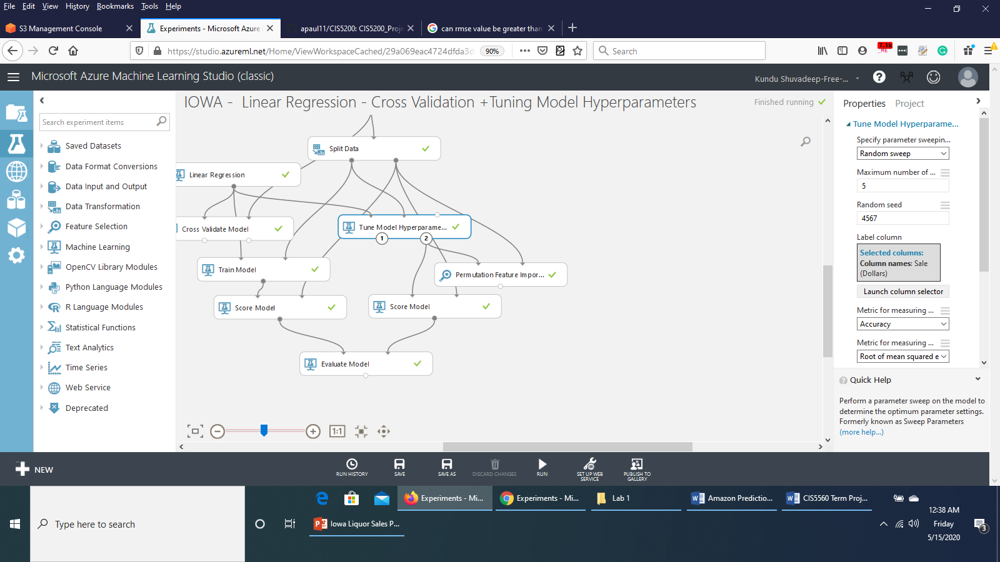 File Edit View History Bookmarks Tools Help
S3 Management Console
Experiments - Microsoft Azure
apaul11/CIS5200: CIS5200_Proje
can rmse value be greater than
https://studio.azureml.net/Home/ViewWorkspaceCached/29a069eac4724dfda3d
90%
Search
7.1k
ME
Microsoft Azure Machine Learning Studio (classic)
Kundu Shuvadeep-Free-...
IOWA - Linear Regression - Cross Validation +Tuning Model Hyperparameters
Finished running
Search experiment items
Saved Datasets
Data Format Conversions
Data Input and Output
Data Transformation
Feature Selection
Machine Learning
OpenCV Library Modules
Python Language Modules
R Language Modules
Statistical Functions
Text Analytics
Time Series
Web Service
Deprecated
Split Data
Linear Regression
Cross Validate Model
Tune Model Hyperparame...
1
2
Train Model
Permutation Feature Impor...
Score Model
Score Model
Evaluate Model
1:1
Properties Project
Tune Model Hyperparame...
Specify parameter sweepin...
Random sweep
Maximum number of ...
5
Random seed
4567
Label column
Selected columns:
Column names: Sale
(Dollars)
Launch column selector
Metric for measuring ...
Accuracy
Metric for measuring ...
Root of mean squared e
Quick Help
Perform a parameter sweep on the model to
determine the optimum parameter settings.
Formerly known as Sweep Parameters
(more help...)
NEW
RUN HISTORY
SAVE
SAVE AS
DISCARD CHANGES
RUN
SET UP WEB
SERVICE
PUBLISH TO
GALLERY
Type here to search
Experiments - Mi...
Experiments - Mi...
Lab 1
Amazon Predictio...
CIS5560 Term Proj...
Iowa Liquor Sales P...
12:38 AM
Friday
5/15/2020
3